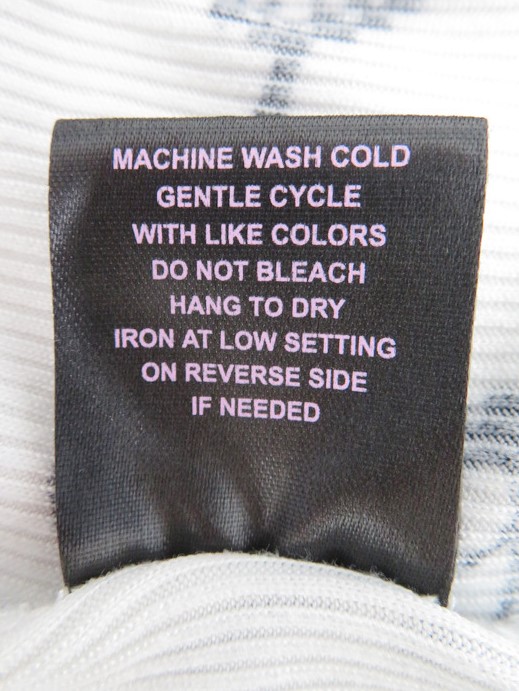 MACHINE WASH COLD
GENTLE CYCLE
WITH LIKE COLORS
DO NOT BLEACH
HANG TO DRY
IRON AT LOW SETTING
ON REVERSE SIDE
IF NEEDED